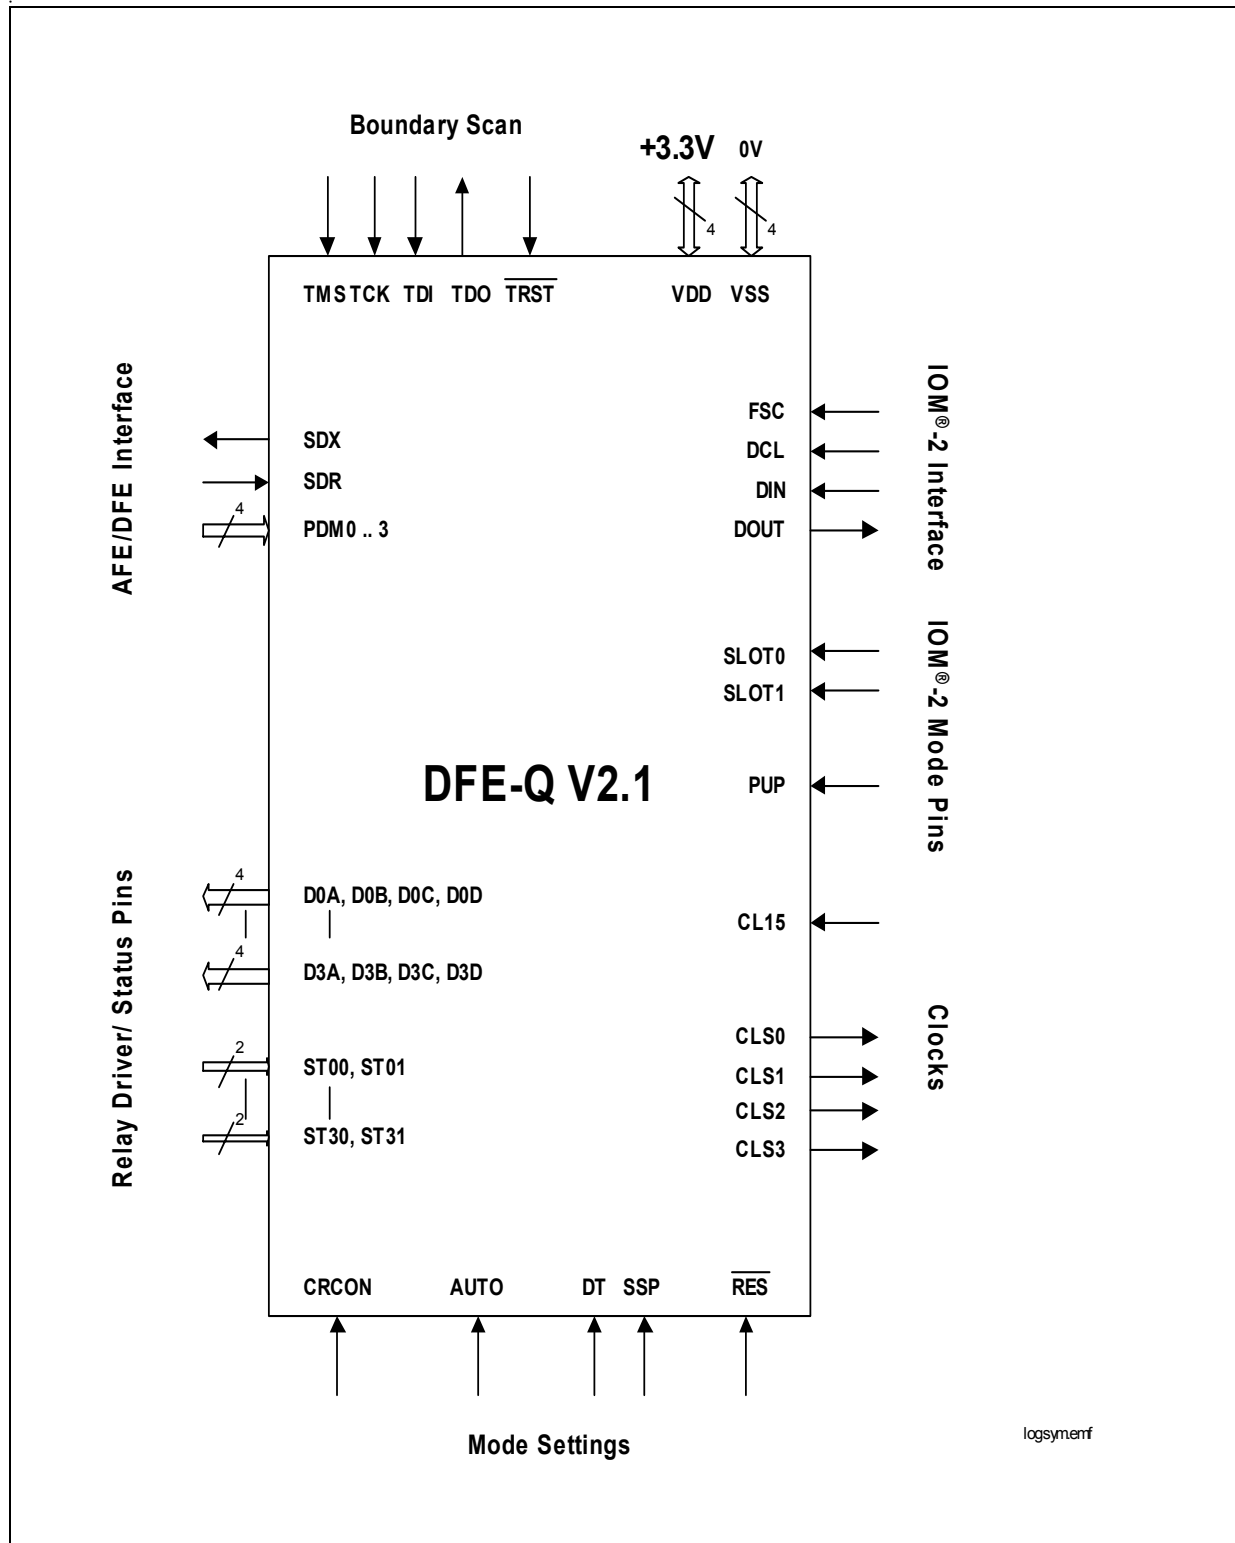 Boundary Scan
+3.3V 0V
4 4
TMS TCK TDI TDO TRST VDD VSS
AFE/DFE Interface
SDX
SDR
4
PDM0 .. 3
FSC
DCL
DIN
DOUT
IOM®-2 Interface
SLOT0
SLOT1
PUP
IOM®-2 Mode Pins
DFE-Q V2.1
Relay Driver/ Status Pins
4
D0A, D0B, D0C, D0D
4
D3A, D3B, D3C, D3D
2
ST00, ST01
2
ST30, ST31
CL15
CLS0
CLS1
CLS2
CLS3
Clocks
CRCON AUTO DT SSP RES
Mode Settings
logsym.emf